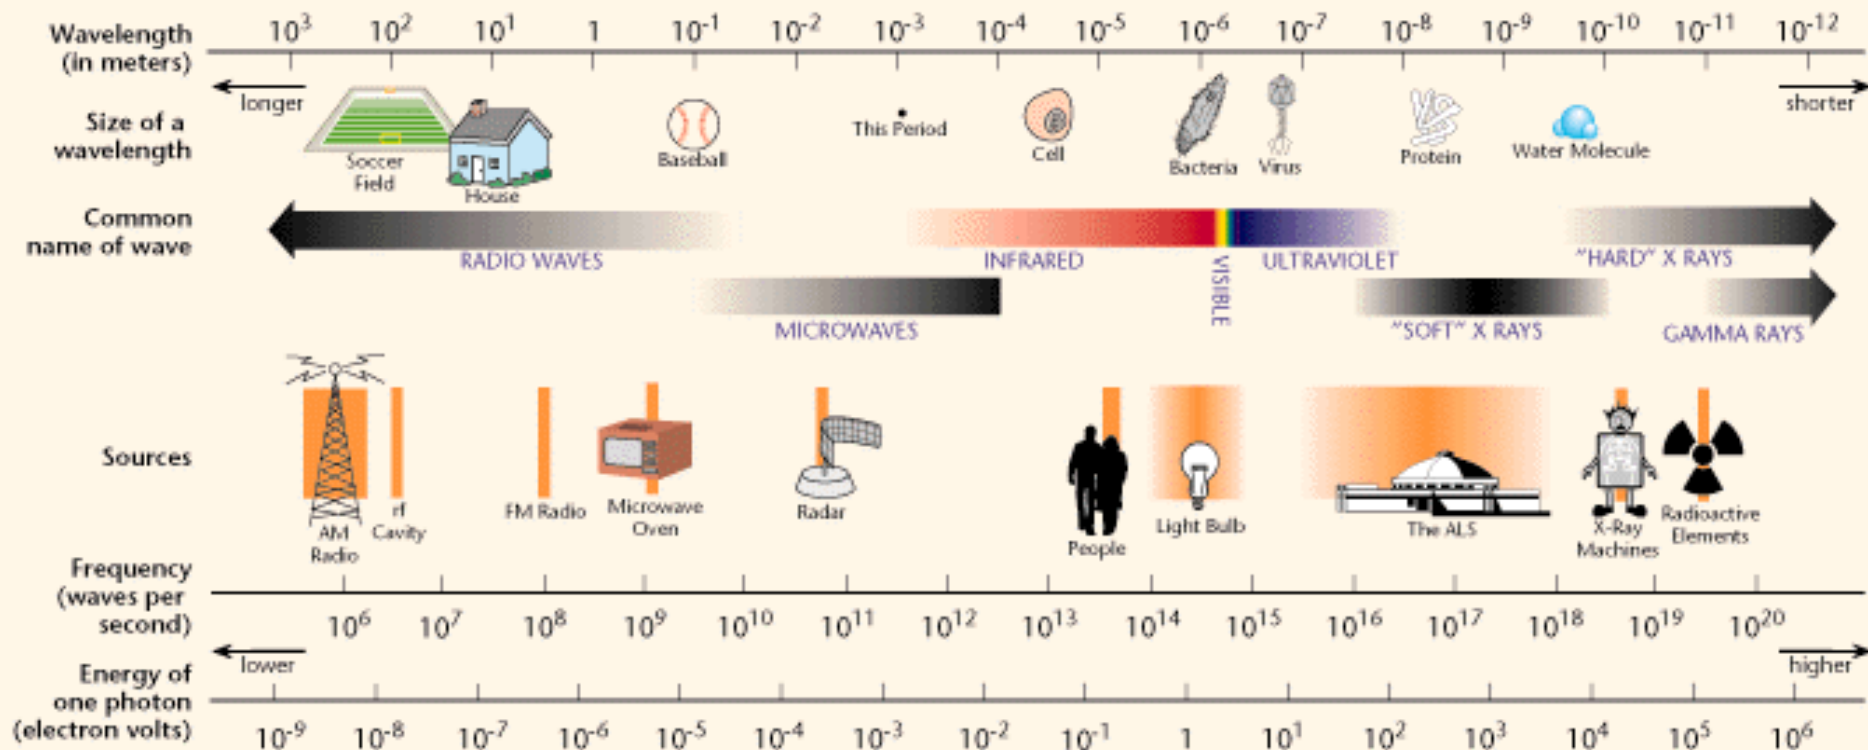 Wavelength
(in meters)
10³ 10² 10¹ 1 10⁻¹ 10⁻² 10⁻³ 10⁻⁴ 10⁻⁵ 10⁻⁶ 10⁻⁷ 10⁻⁸ 10⁻⁹ 10⁻¹⁰ 10⁻¹¹ 10⁻¹²
longer
shorter
Size of a
wavelength
Soccer
Field
House
Baseball
This Period
Cell
Bacteria
Virus
Protein
Water Molecule
Common
name of wave
RADIO WAVES
INFRARED
VISIBLE
ULTRAVIOLET
"HARD" X RAYS
MICROWAVES
"SOFT" X RAYS
GAMMA RAYS
Sources
AM
Radio
rf
Cavity
FM Radio
Microwave
Oven
Radar
People
Light Bulb
The ALS
X-Ray
Machines
Radioactive
Elements
Frequency
(waves per
second)
10⁶ 10⁷ 10⁸ 10⁹ 10¹⁰ 10¹¹ 10¹² 10¹³ 10¹⁴ 10¹⁵ 10¹⁶ 10¹⁷ 10¹⁸ 10¹⁹ 10²⁰
lower
higher
Energy of
one photon
(electron volts)
10⁻⁹ 10⁻⁸ 10⁻⁷ 10⁻⁶ 10⁻⁵ 10⁻⁴ 10⁻³ 10⁻² 10⁻¹ 1 10¹ 10² 10³ 10⁴ 10⁵ 10⁶